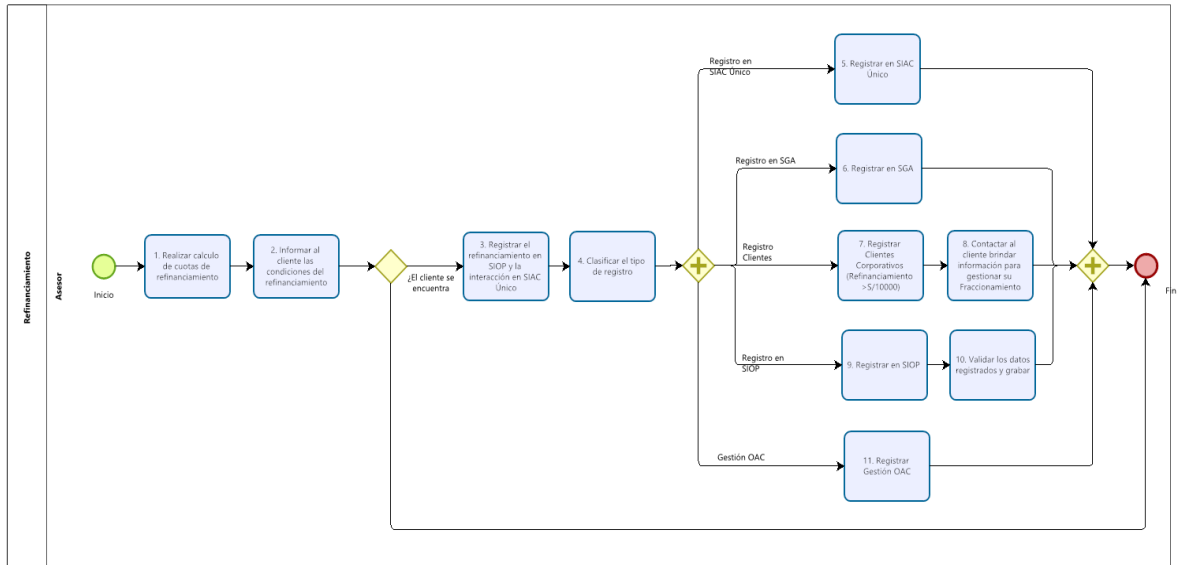 Refinanciamiento
Asesor
Inicio
1. Realizar calculo
de cuotas de
refinanciamiento
2. Informar al
cliente las
condiciones del
refinanciamiento
¿El cliente se
encuentra
3. Registrar el
refinanciamiento en
SIOP y la
interacción en SIAC
Único
4. Clasificar el tipo
de registro
Registro en
SIAC Único
5. Registrar en SIAC
Único
Registro en SGA
6. Registrar en SGA
Registro
Clientes
7. Registrar
Clientes
Corporativos
(Refinanciamiento
>S/10000)
8. Contactar al
cliente brindar
información para
gestionar su
Fraccionamiento
Registro en
SIOP
9. Registrar en SIOP
10. Validar los datos
registrados y grabar
Gestión OAC
11. Registrar
Gestión OAC
Fin